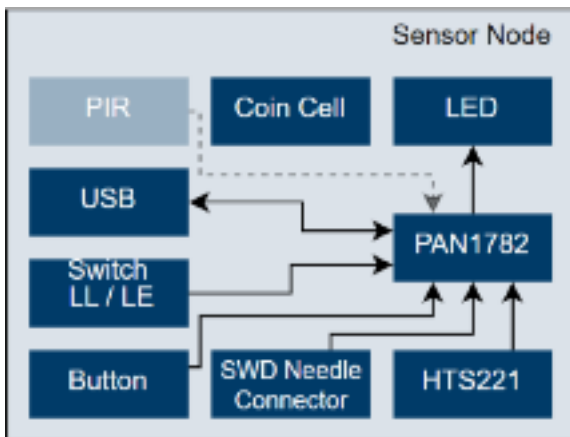 Sensor Node
PIR
Coin Cell
LED
USB
PAN1782
Switch
LL / LE
Button
SWD Needle
Connector
HTS221